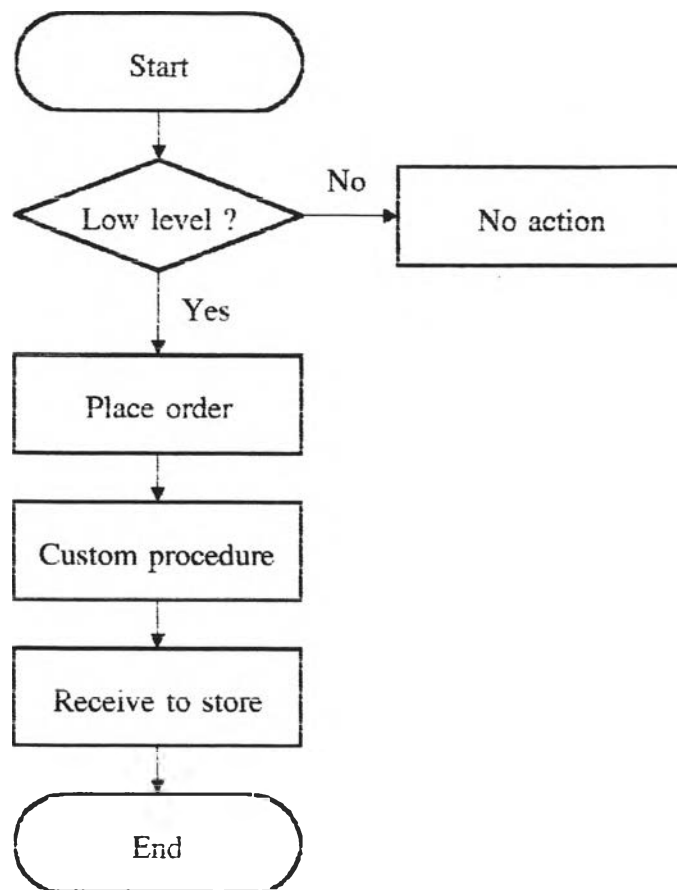 Start
Low level ?
No
No action
Yes
Place order
Custom procedure
Receive to store
End